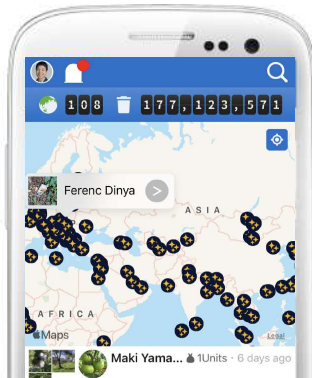 108 177,123,571
Ferenc Dinya
ASIA
AFRICA
Maps
Legal
Maki Yama... 1Units · 6 days ago